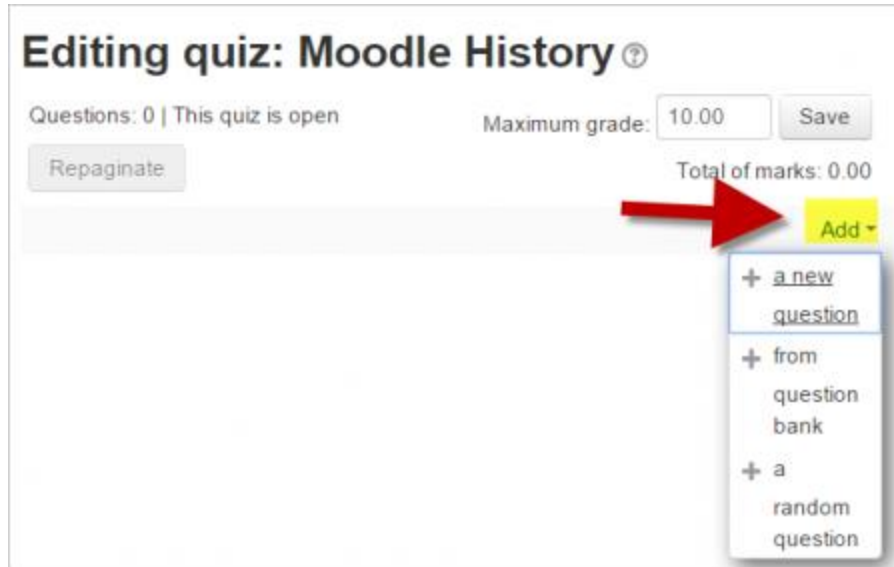 Editing quiz: Moodle History
Questions: 0 | This quiz is open
Maximum grade: 10.00 Save
Repaginate
Total of marks: 0.00
Add
a new
question
from
question
bank
a
random
question